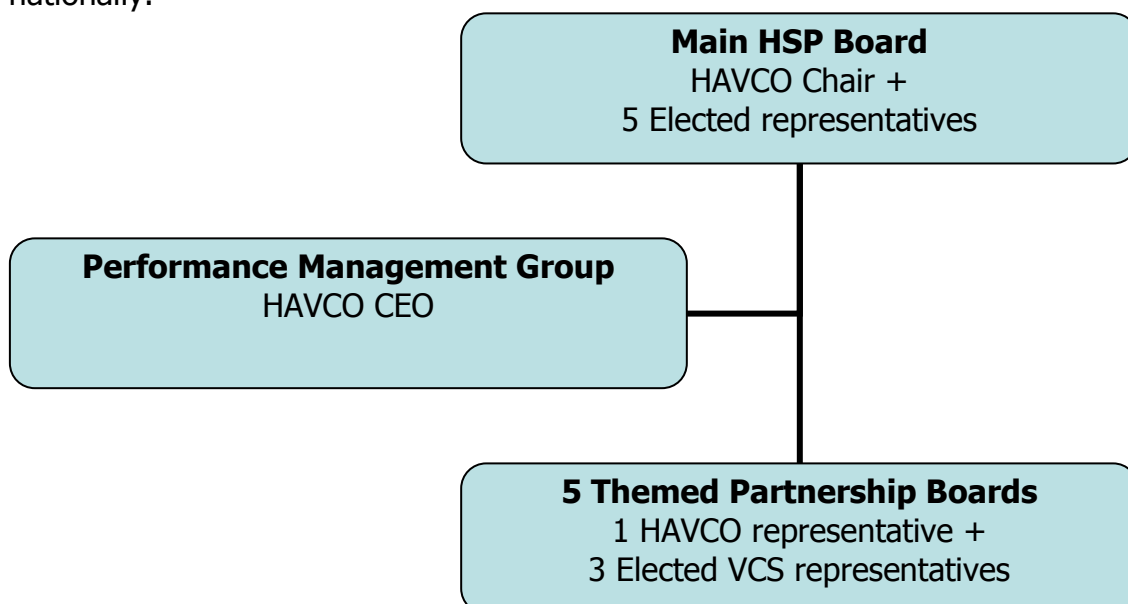 nationally.
Main HSP Board
HAVCO Chair +
5 Elected representatives
Performance Management Group
HAVCO CEO
5 Themed Partnership Boards
1 HAVCO representative +
3 Elected VCS representatives